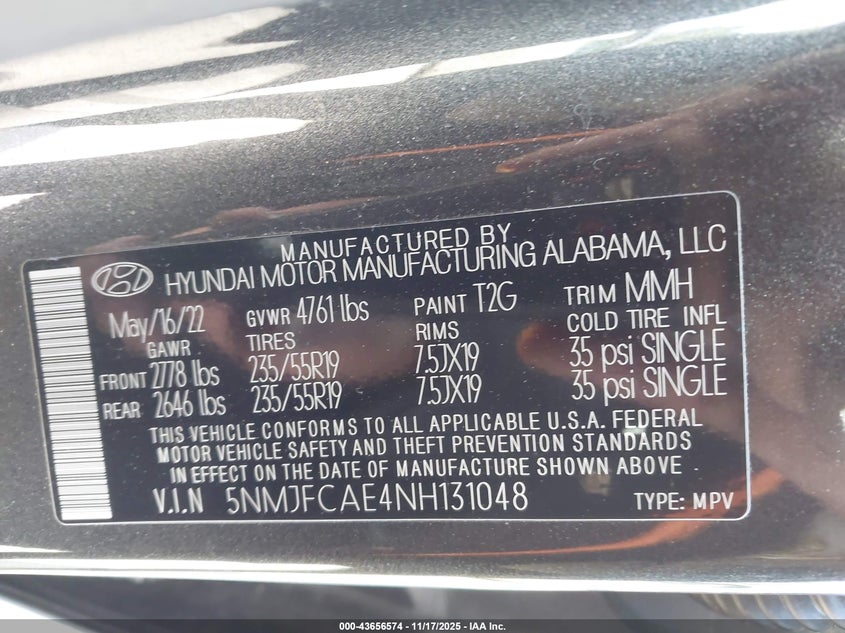 MANUFACTURED BY
HYUNDAI MOTOR MANUFACTURING ALABAMA, LLC
May/16/22 GVWR 4761 lbs PAINT T2G TRIM MMH
GAWR TIRES RIMS COLD TIRE INFL
FRONT 2778 lbs 235/55R19 7.5JX19 35 psi SINGLE
REAR 2646 lbs 235/55R19 7.5JX19 35 psi SINGLE
THIS VEHICLE CONFORMS TO ALL APPLICABLE U.S.A. FEDERAL
MOTOR VEHICLE SAFETY AND THEFT PREVENTION STANDARDS
IN EFFECT ON THE DATE OF MANUFACTURE SHOWN ABOVE
V.I.N 5NMJFCAE4NH131048 TYPE: MPV
000-43656574 — 11/17/2025 — IAA Inc.